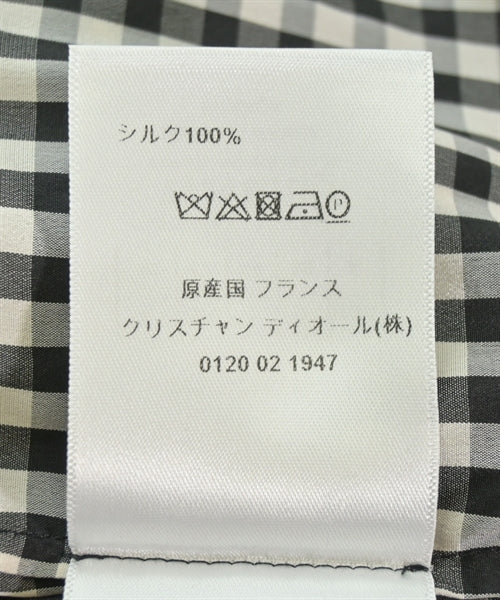 シルク100%
P
原産国 フランス
クリスチャン ディオール(株)
0120 02 1947